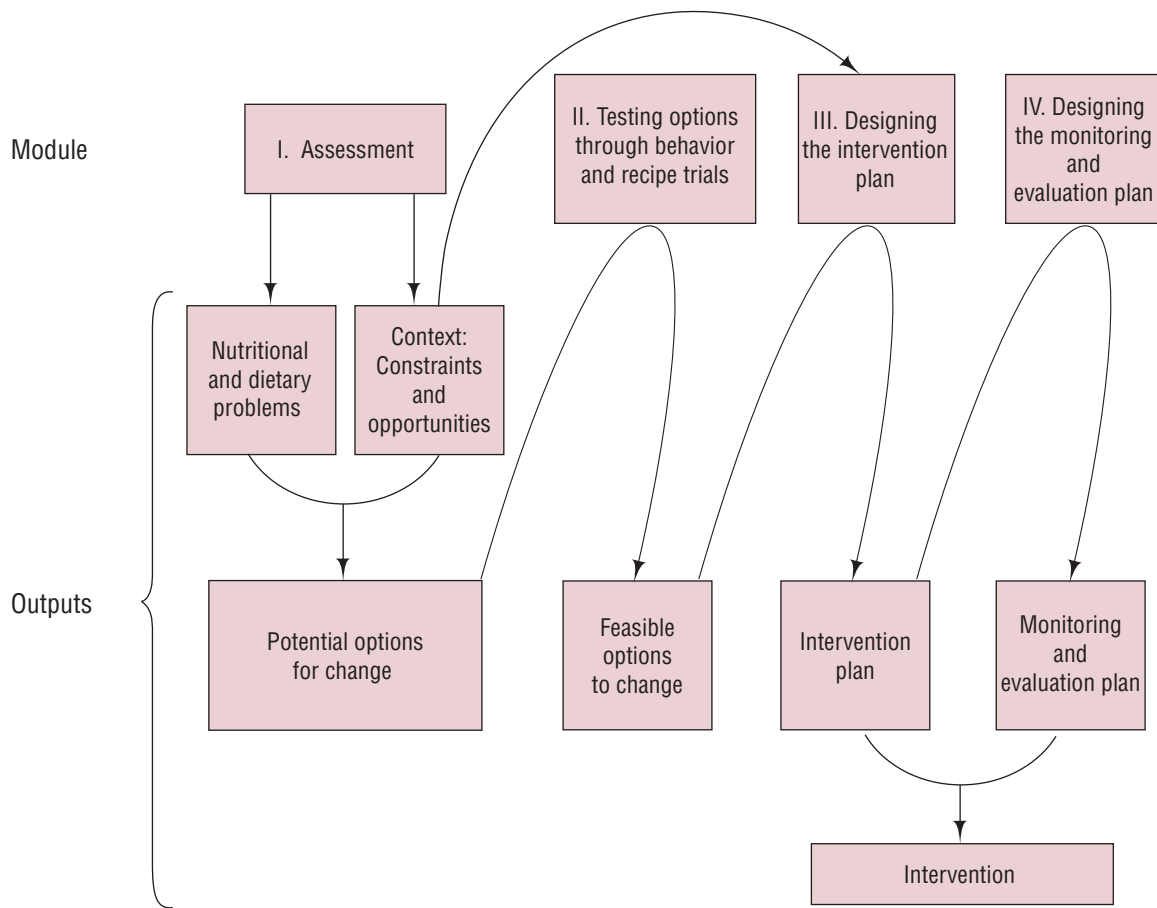 Module
I. Assessment
II. Testing options
through behavior
and recipe trials
III. Designing
the intervention
plan
IV. Designing
the monitoring
and
evaluation plan
Nutritional
and dietary
problems
Context:
Constraints
and
opportunities
Outputs
Potential options
for change
Feasible
options
to change
Intervention
plan
Monitoring
and
evaluation plan
Intervention